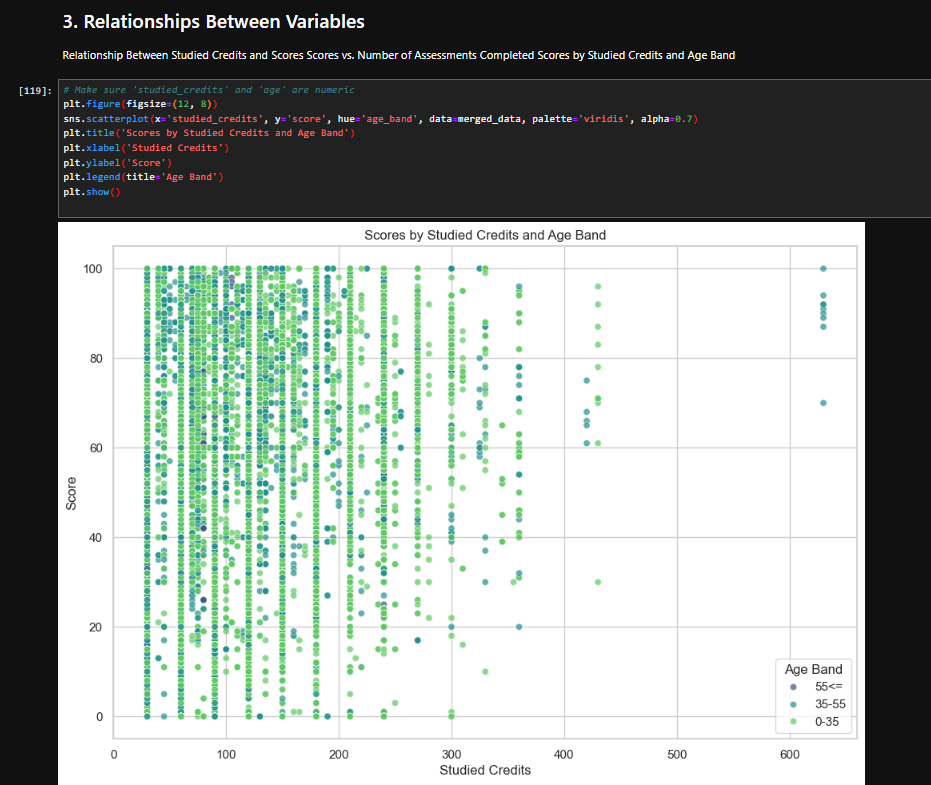 3. Relationships Between Variables
Relationship Between Studied Credits and Scores Scores vs. Number of Assessments Completed Scores by Studied Credits and Age Band
[119]:
# Make sure 'studied_credits' and 'age' are numeric
plt.figure(figsize=(12, 8))
sns.scatterplot(x='studied_credits', y='score', hue='age_band', data=merged_data, palette='viridis', alpha=0.7)
plt.title('Scores by Studied Credits and Age Band')
plt.xlabel('Studied Credits')
plt.ylabel('Score')
plt.legend(title='Age Band')
plt.show()
Scores by Studied Credits and Age Band
100
80
60
40
20
0
Score
Age Band
55<=
35-55
0-35
0 100 200 300 400 500 600
Studied Credits